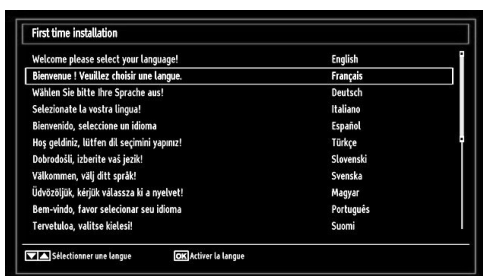 First time installation
Welcome please select your language! English
Bienvenue ! Veuillez choisir une langue. Français
Wählen Sie bitte Ihre Sprache aus! Deutsch
Selezionate la vostra lingua! Italiano
Bienvenido, seleccione un idioma Español
Hoş geldiniz, lütfen dil seçimini yapınız! Türkçe
Dobrodošli, izberite vaš jezik! Slovenski
Välkommen, välj ditt språk! Svenska
Üdvözöljük, kérjük válassza ki a nyelvet! Magyar
Bem-vindo, favor selecionar seu idioma Português
Tervetuloa, valitse kielesi! Suomi
Sélectionner une langue OK Activer la langue